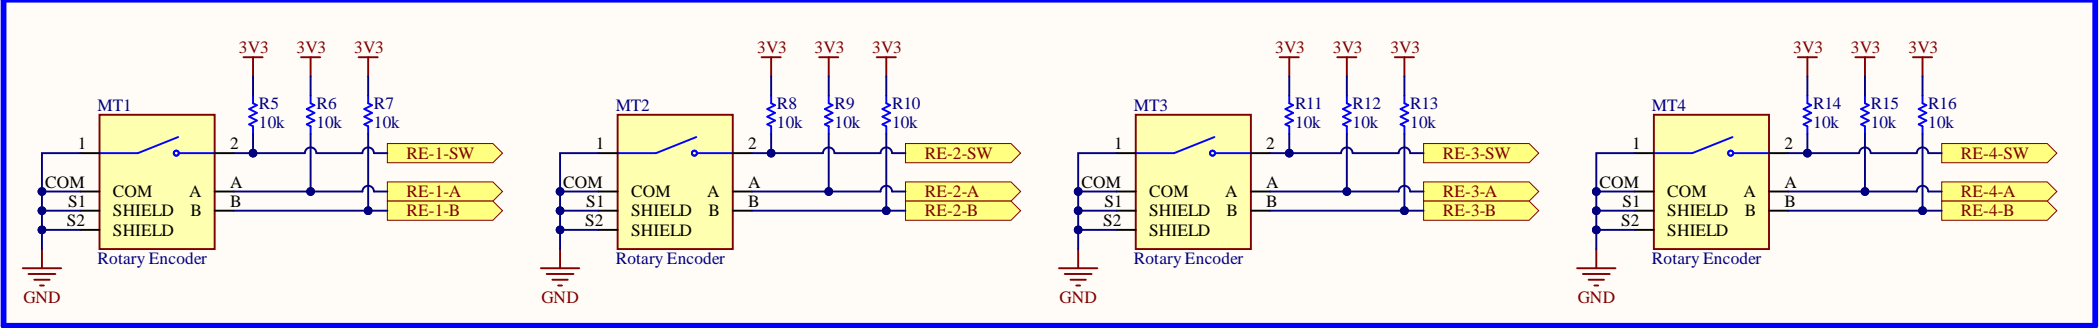 3V3 3V3 3V3 3V3 3V3 3V3 3V3 3V3 3V3 3V3 3V3 3V3
MT1 R5 R6 R7 MT2 R8 R9 R10 MT3 R11 R12 R13 MT4 R14 R15 R16
10k 10k 10k 10k 10k 10k 10k 10k 10k 10k 10k 10k
1 2 RE-1-SW 1 2 RE-2-SW 1 2 RE-3-SW 1 2 RE-4-SW
COM COM A A RE-1-A COM COM A A RE-2-A COM COM A A RE-3-A COM COM A A RE-4-A
S1 SHIELD B B RE-1-B S1 SHIELD B B RE-2-B S1 SHIELD B B RE-3-B S1 SHIELD B B RE-4-B
S2 SHIELD S2 SHIELD S2 SHIELD S2 SHIELD
Rotary Encoder Rotary Encoder Rotary Encoder Rotary Encoder
GND GND GND GND